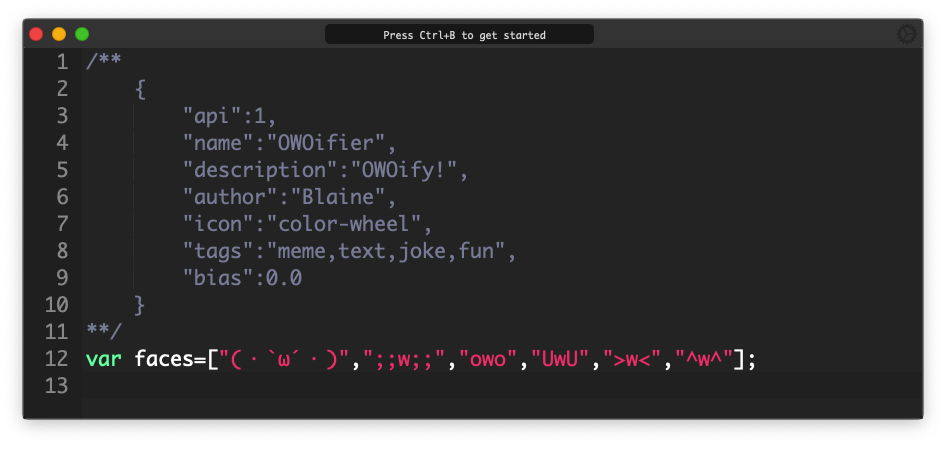 Press Ctrl+B to get started
1 /**
2     {
3         "api":1,
4         "name":"OWOifier",
5         "description":"OWOify!",
6         "author":"Blaine",
7         "icon":"color-wheel",
8         "tags":"meme,text,joke,fun",
9         "bias":0.0
10     }
11 **/
12 var faces=["(・`ω´・)",";;w;;","owo","UwU",">w<","^w^"];
13